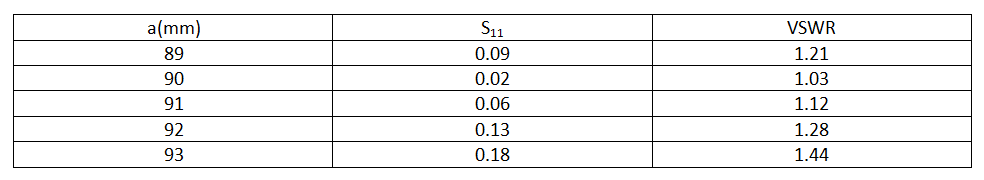 a(mm) S₁₁ VSWR
89 0.09 1.21
90 0.02 1.03
91 0.06 1.12
92 0.13 1.28
93 0.18 1.44